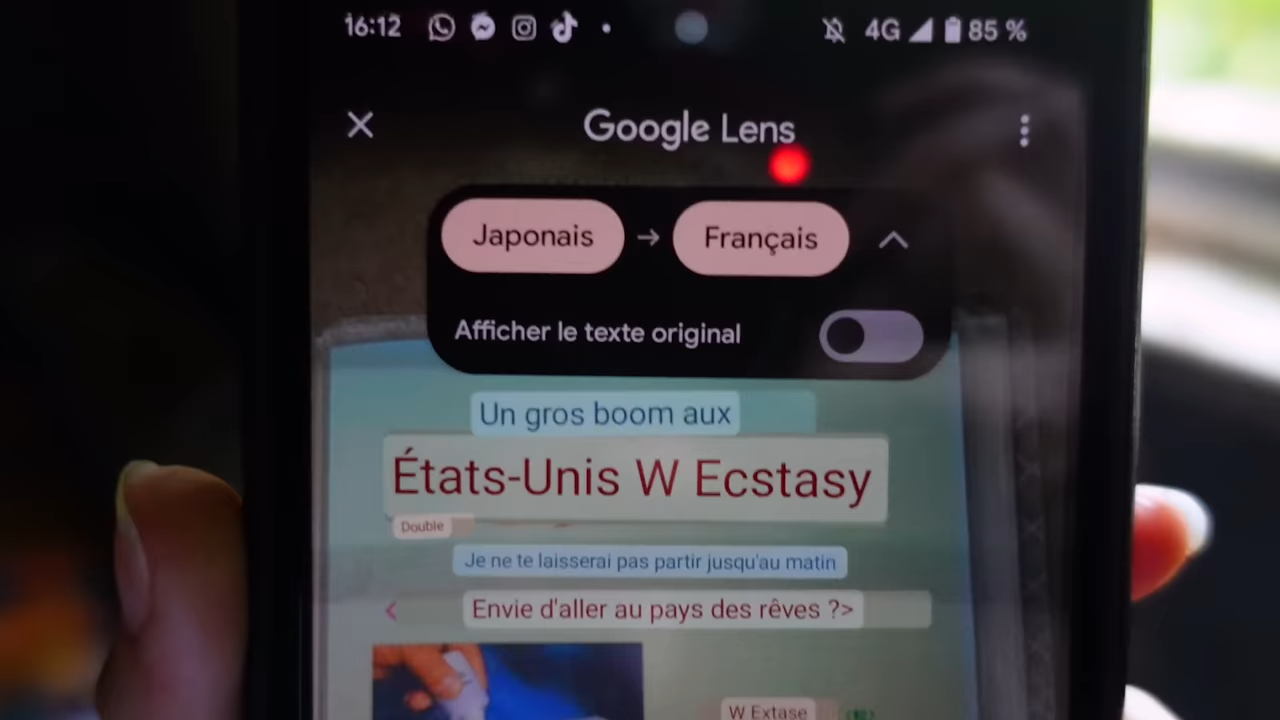 16:12 4G 85 %
Google Lens
Japonais → Français
Afficher le texte original
Un gros boom aux
États-Unis W Ecstasy
Double
Je ne te laisserai pas partir jusqu'au matin
< Envie d'aller au pays des rêves ?>
W Extase